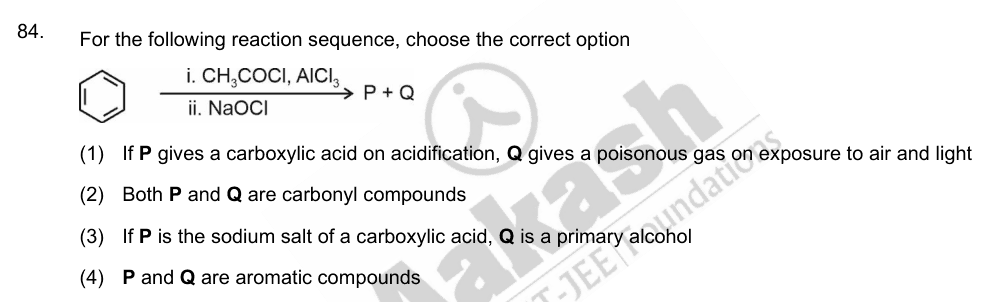 84.
For the following reaction sequence, choose the correct option
i. CH₃COCl, AlCl₃
ii. NaOCl
P + Q
(1) If P gives a carboxylic acid on acidification, Q gives a poisonous gas on exposure to air and light
(2) Both P and Q are carbonyl compounds
(3) If P is the sodium salt of a carboxylic acid, Q is a primary alcohol
(4) P and Q are aromatic compounds
Aakash
IT-JEE | Foundations